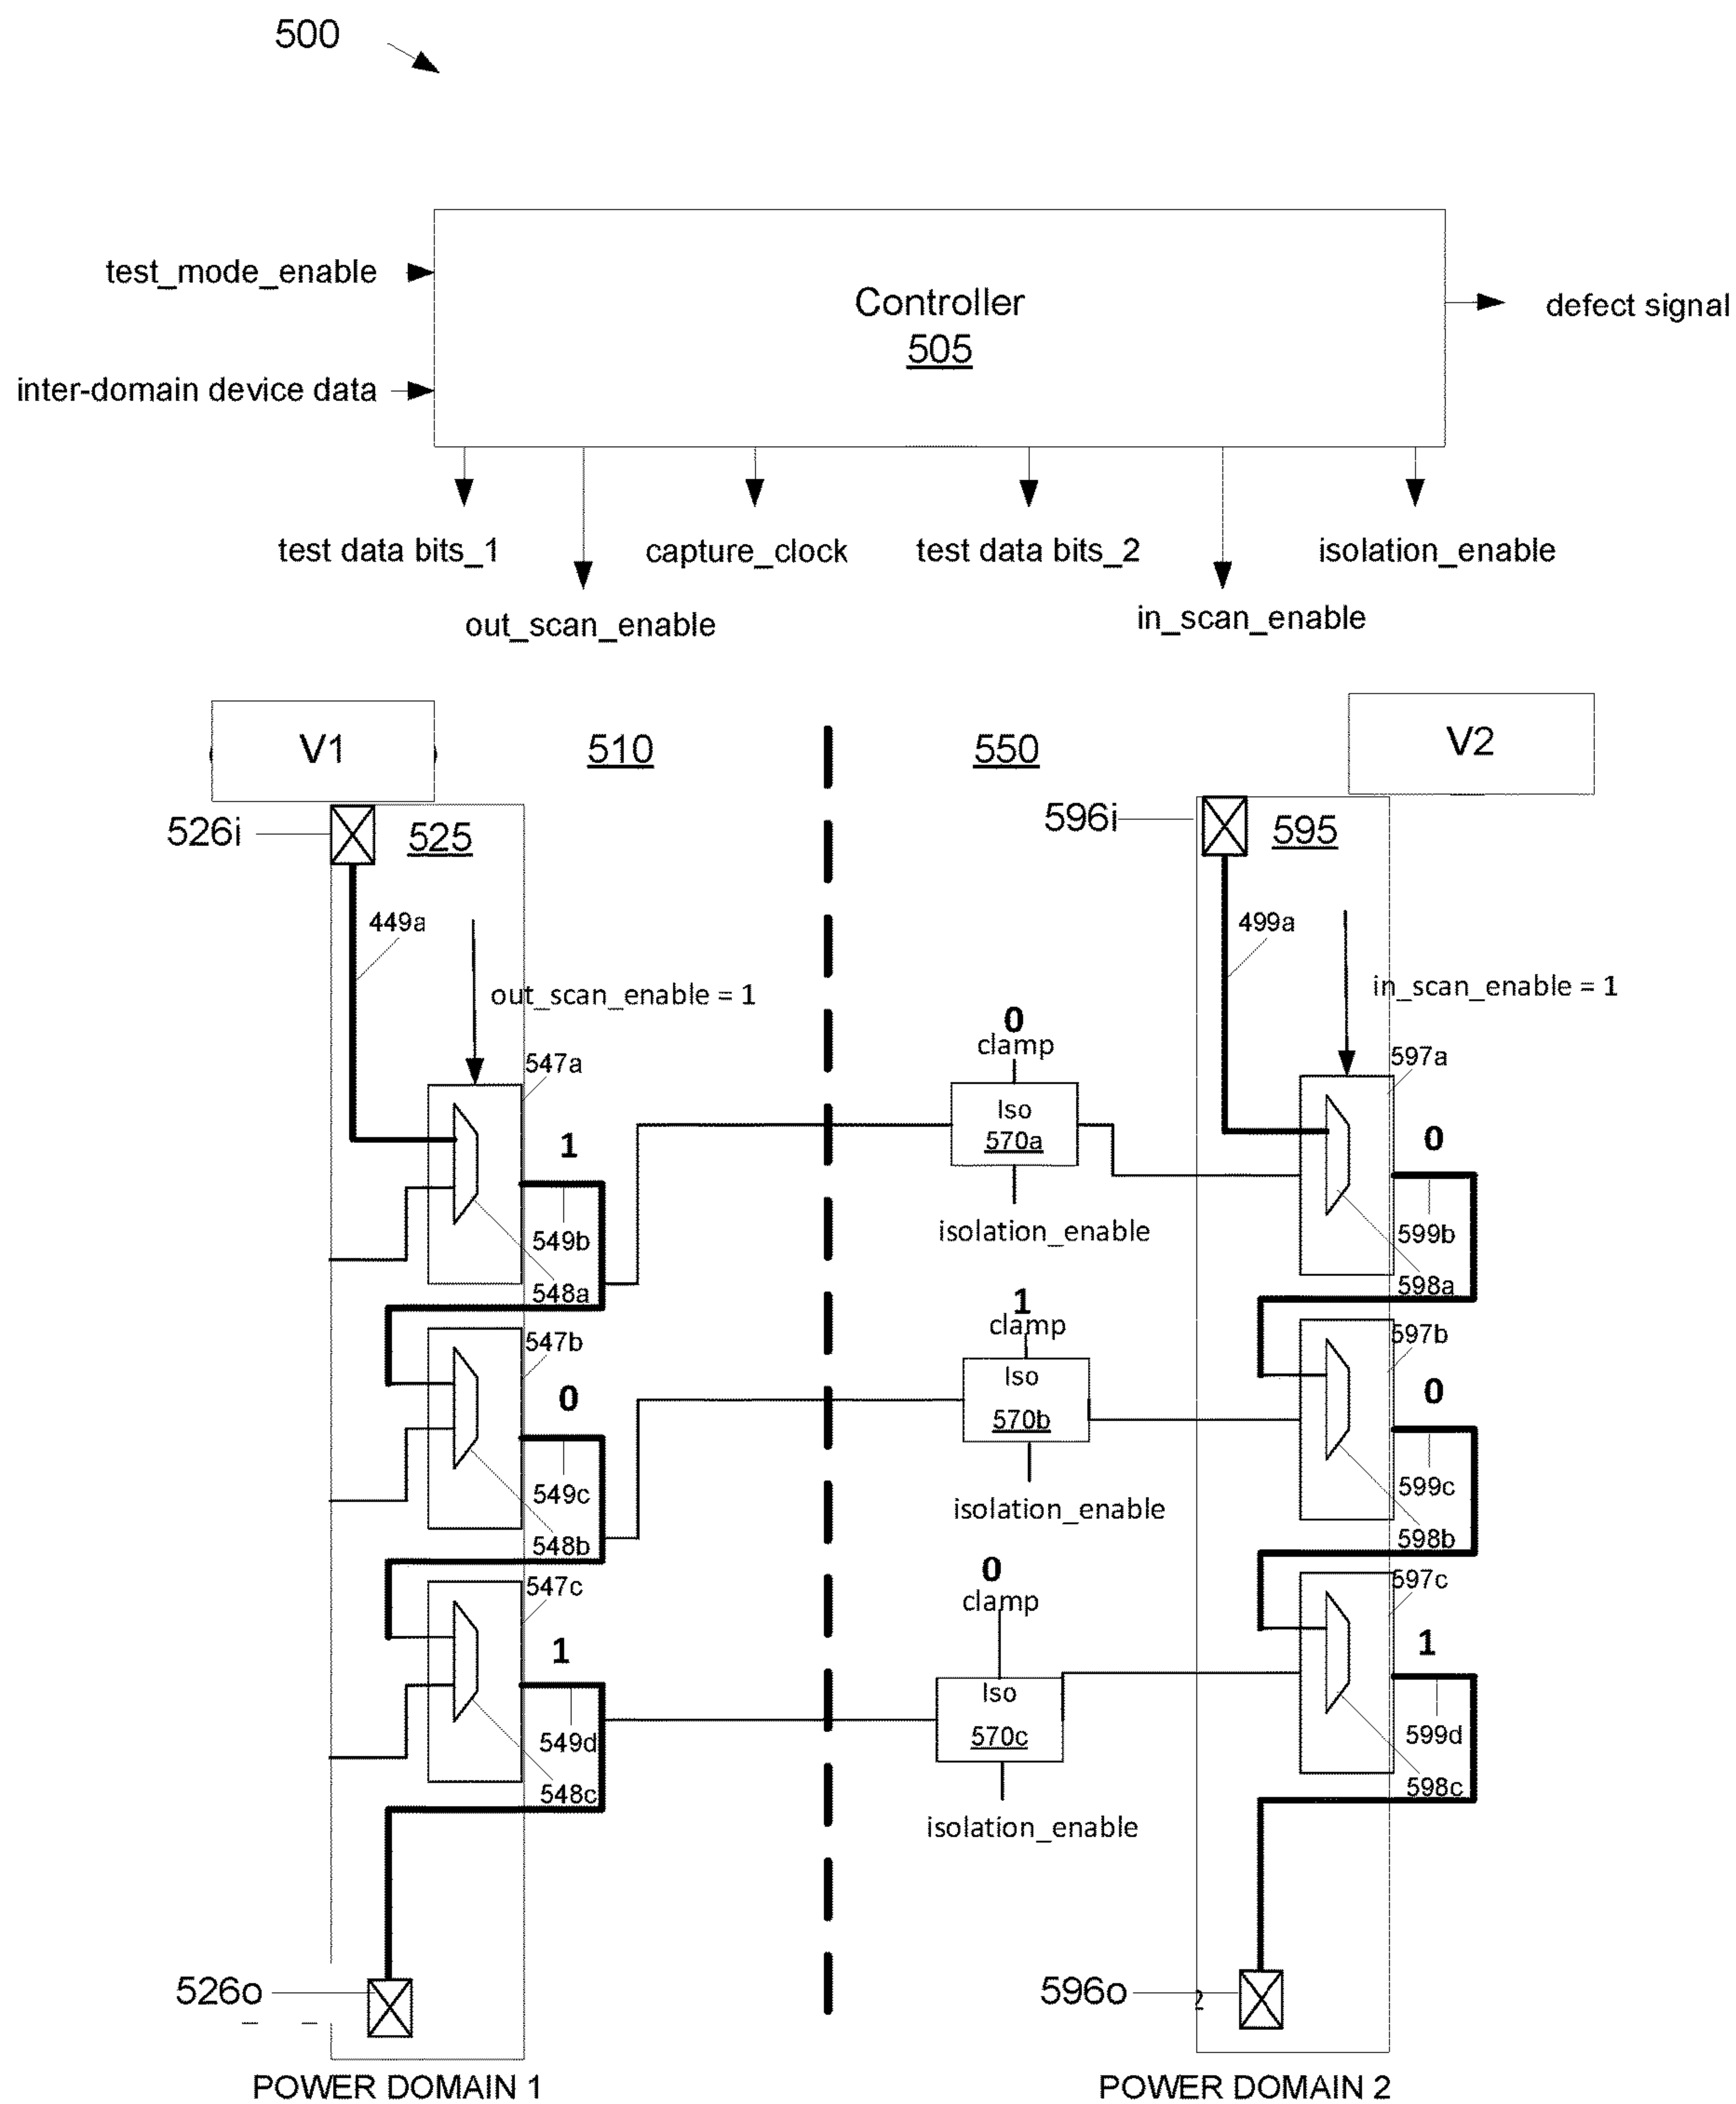 500
test_mode_enable
Controller
505
defect signal
inter-domain device data
test data bits_1
capture_clock
test data bits_2
isolation_enable
out_scan_enable
in_scan_enable
V1
510
550
V2
526i
525
596i
595
449a
499a
out_scan_enable = 1
in_scan_enable = 1
0
clamp
547a
597a
Iso
570a
1
0
isolation_enable
549b
599b
548a
598a
1
clamp
547b
597b
Iso
570b
0
0
549c
599c
isolation_enable
548b
598b
0
clamp
547c
597c
1
1
Iso
570c
549d
599d
548c
598c
isolation_enable
526o
596o
2
POWER DOMAIN 1
POWER DOMAIN 2